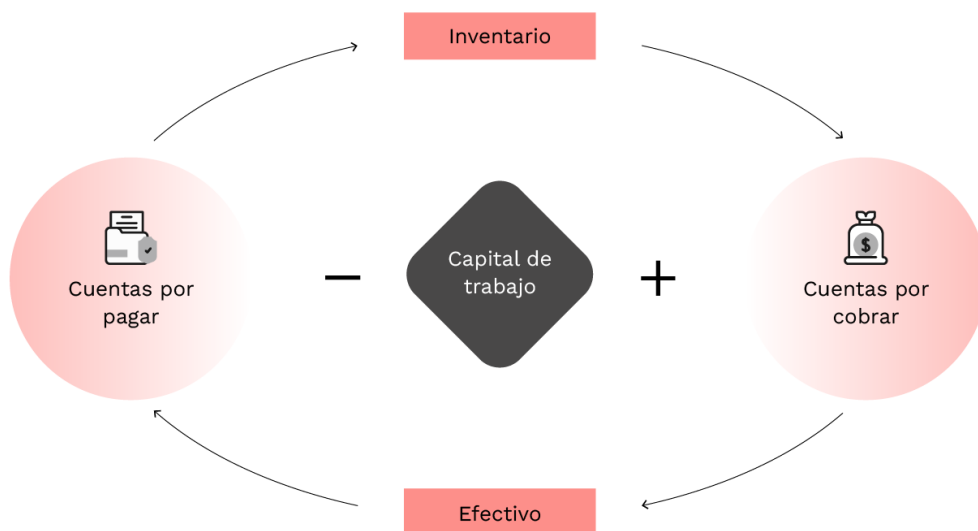 Inventario
Cuentas por
pagar
Capital de
trabajo
$
Cuentas por
cobrar
Efectivo